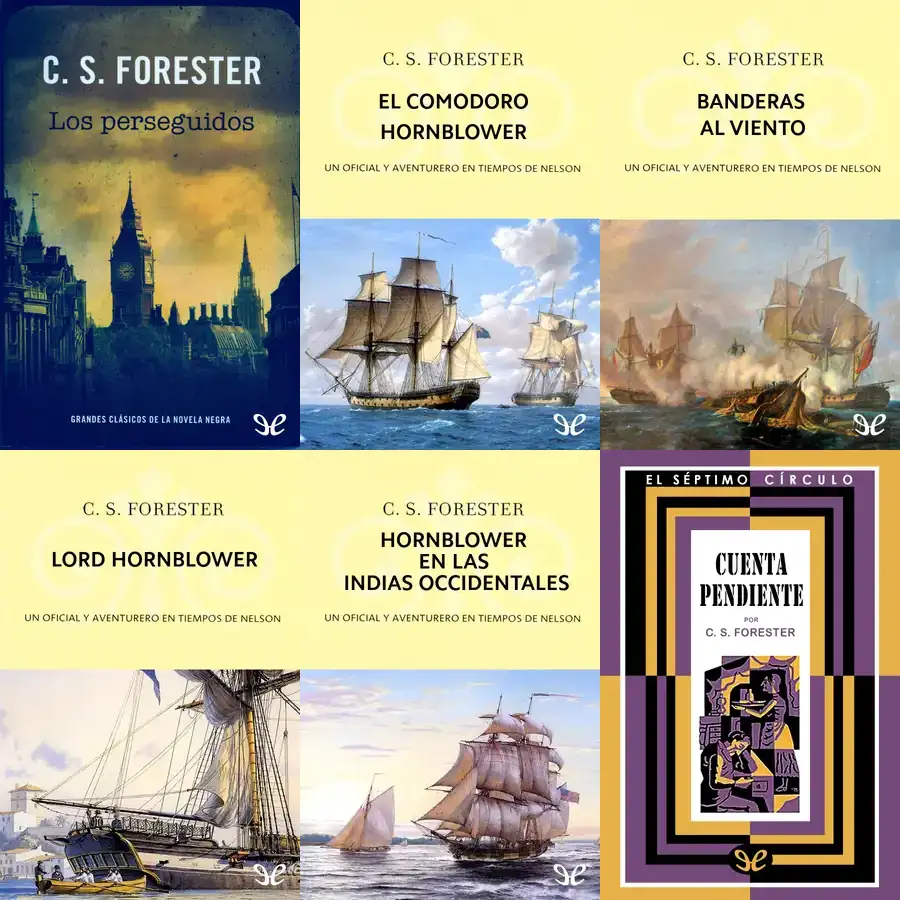 C. S. FORESTER
Los perseguidos
GRANDES CLÁSICOS DE LA NOVELA NEGRA
C. S. FORESTER
EL COMODORO
HORNBLOWER
UN OFICIAL Y AVENTURERO EN TIEMPOS DE NELSON
C. S. FORESTER
BANDERAS
AL VIENTO
UN OFICIAL Y AVENTURERO EN TIEMPOS DE NELSON
C. S. FORESTER
LORD HORNBLOWER
UN OFICIAL Y AVENTURERO EN TIEMPOS DE NELSON
C. S. FORESTER
HORNBLOWER
EN LAS
INDIAS OCCIDENTALES
UN OFICIAL Y AVENTURERO EN TIEMPOS DE NELSON
EL SÉPTIMO CÍRCULO
CUENTA
PENDIENTE
POR
C. S. FORESTER